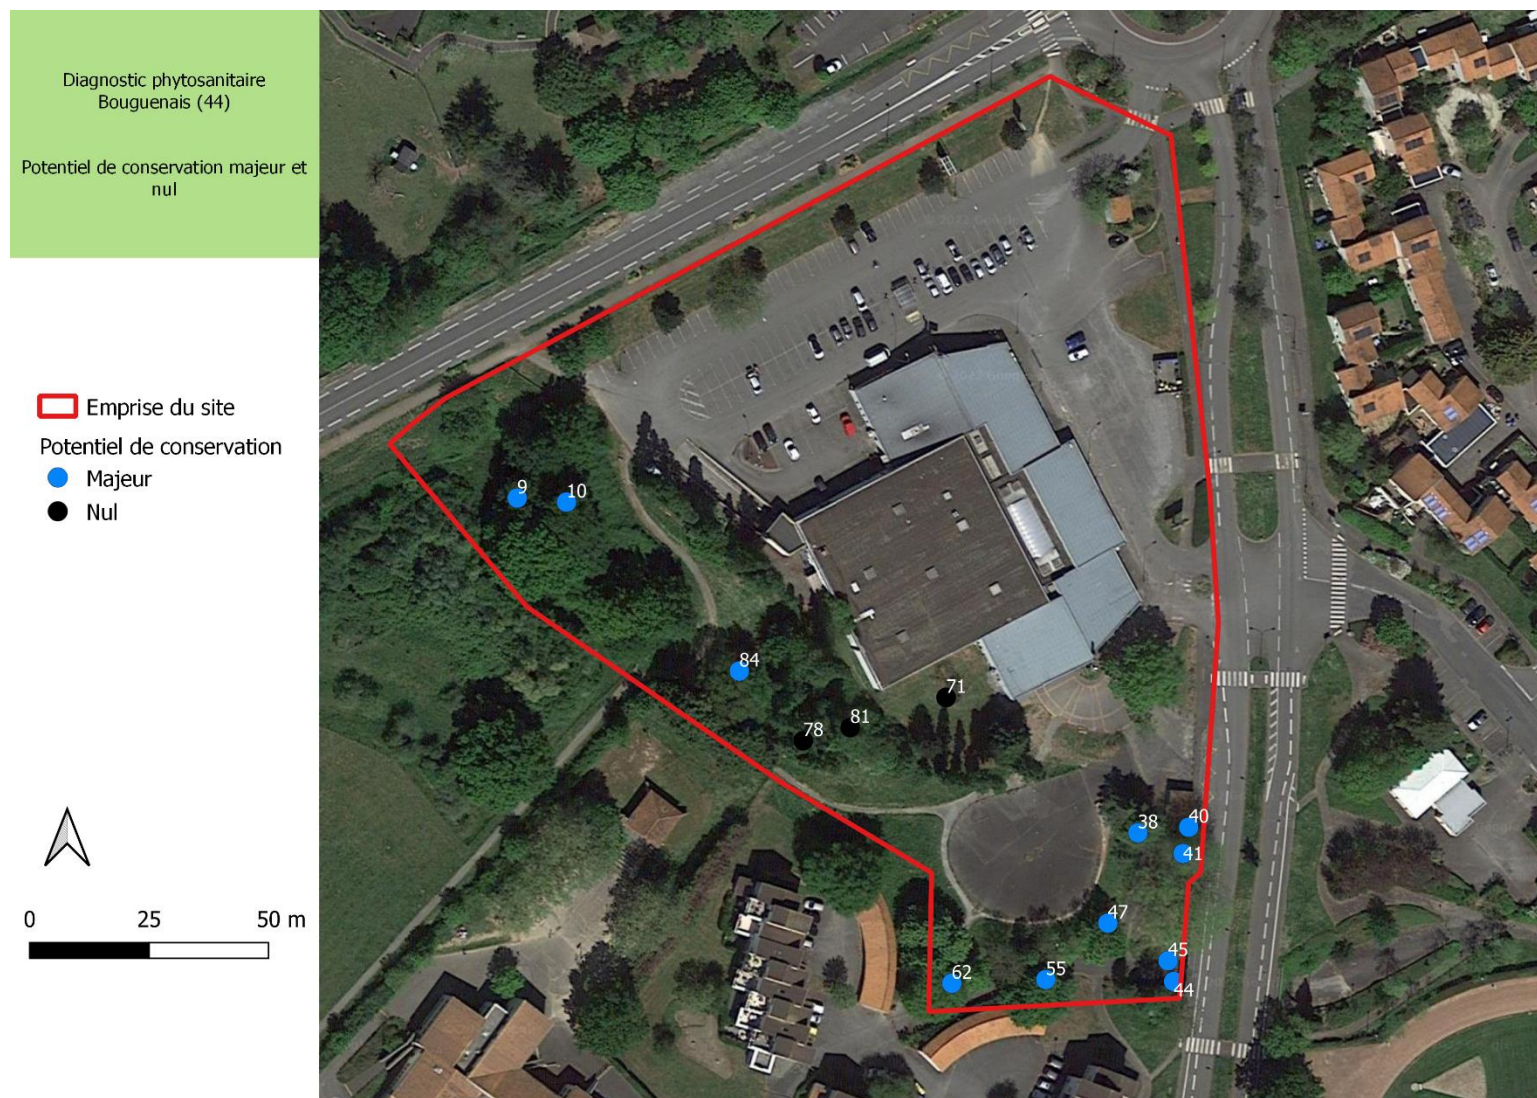 Diagnostic phytosanitaire
Bouguenais (44)
Potentiel de conservation majeur et
nul
Emprise du site
Potentiel de conservation
Majeur
Nul
0 25 50 m
9
10
84
71
81
78
38
40
41
47
45
44
55
62